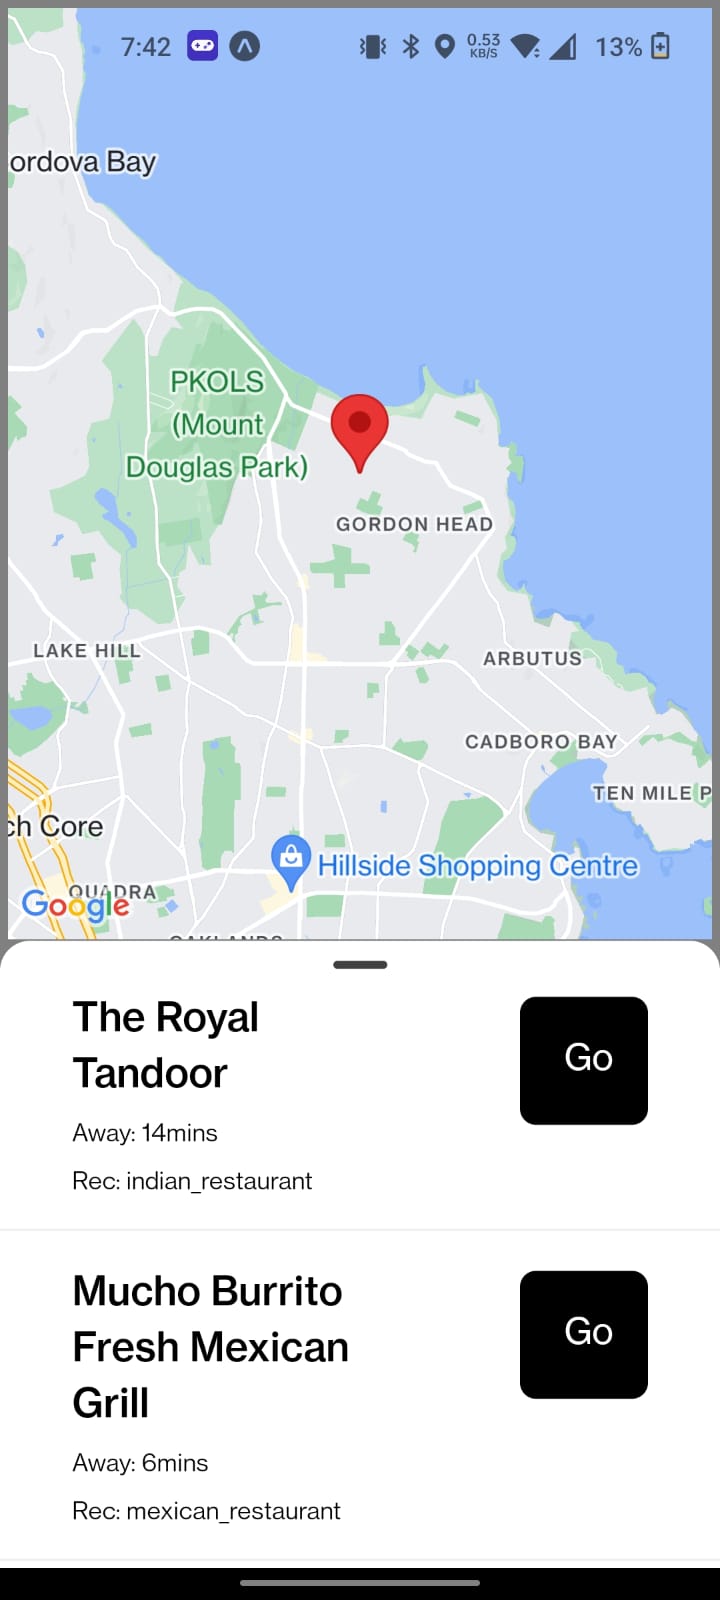 7:42
0.53
KB/S
13%
ordova Bay
PKOLS
(Mount
Douglas Park)
GORDON HEAD
LAKE HILL
ARBUTUS
CADBORO BAY
TEN MILE P
ch Core
Hillside Shopping Centre
QUADRA
Google
OAKLANDS
The Royal
Tandoor
Go
Away: 14mins
Rec: indian_restaurant
Mucho Burrito
Fresh Mexican
Grill
Go
Away: 6mins
Rec: mexican_restaurant